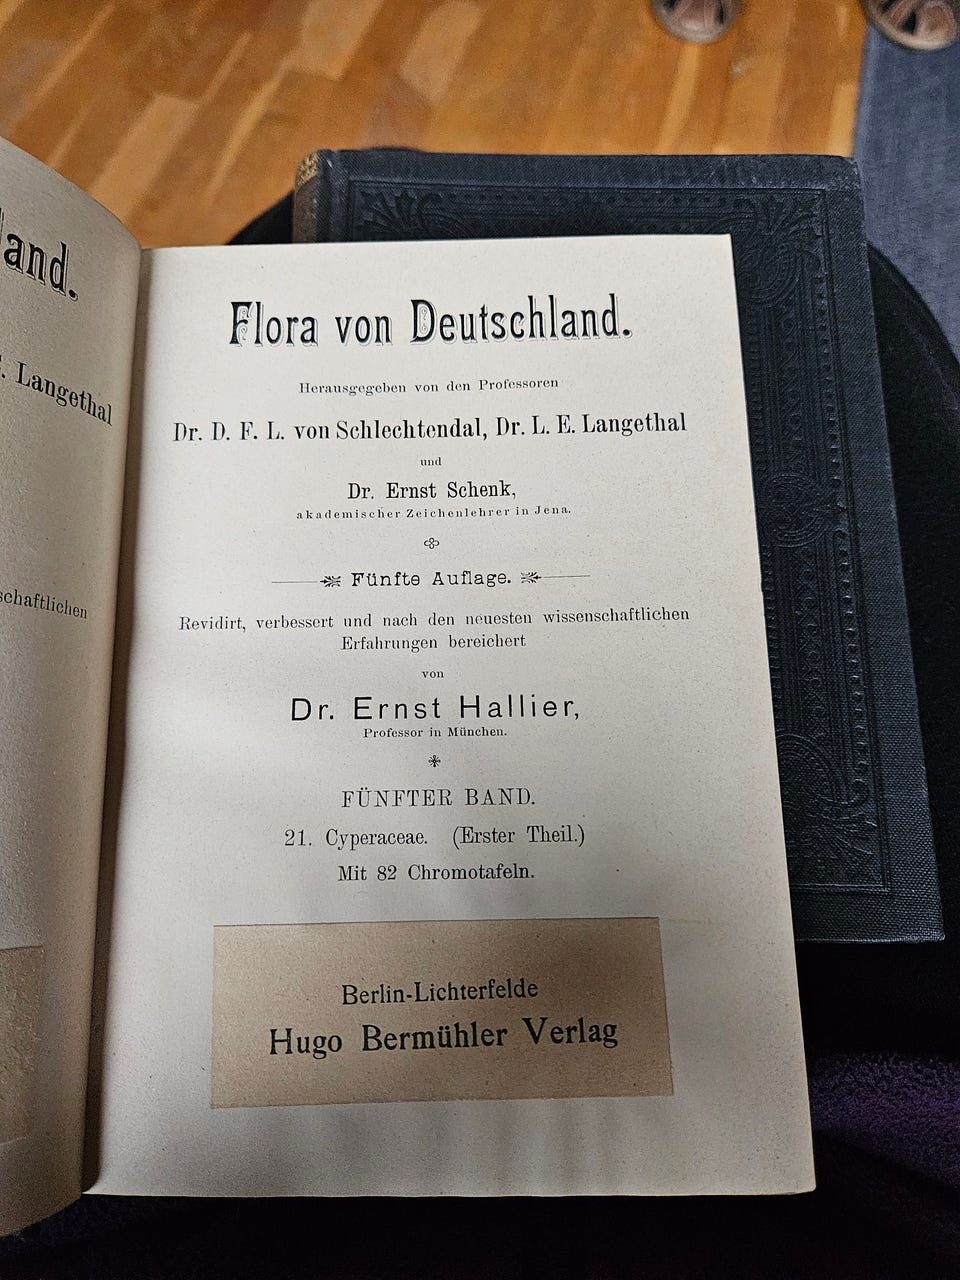 and.
. Langethal
schaftlichen
Flora von Deutschland.
Herausgegeben von den Professoren
Dr. D. F. L. von Schlechtendal, Dr. L. E. Langethal
und
Dr. Ernst Schenk,
akademischer Zeichenlehrer in Jena.
Fünfte Auflage.
Revidirt, verbessert und nach den neuesten wissenschaftlichen
Erfahrungen bereichert
von
Dr. Ernst Hallier,
Professor in München.
FÜNFTER BAND.
21. Cyperaceae. (Erster Theil.)
Mit 82 Chromotafeln.
Berlin-Lichterfelde
Hugo Bermühler Verlag